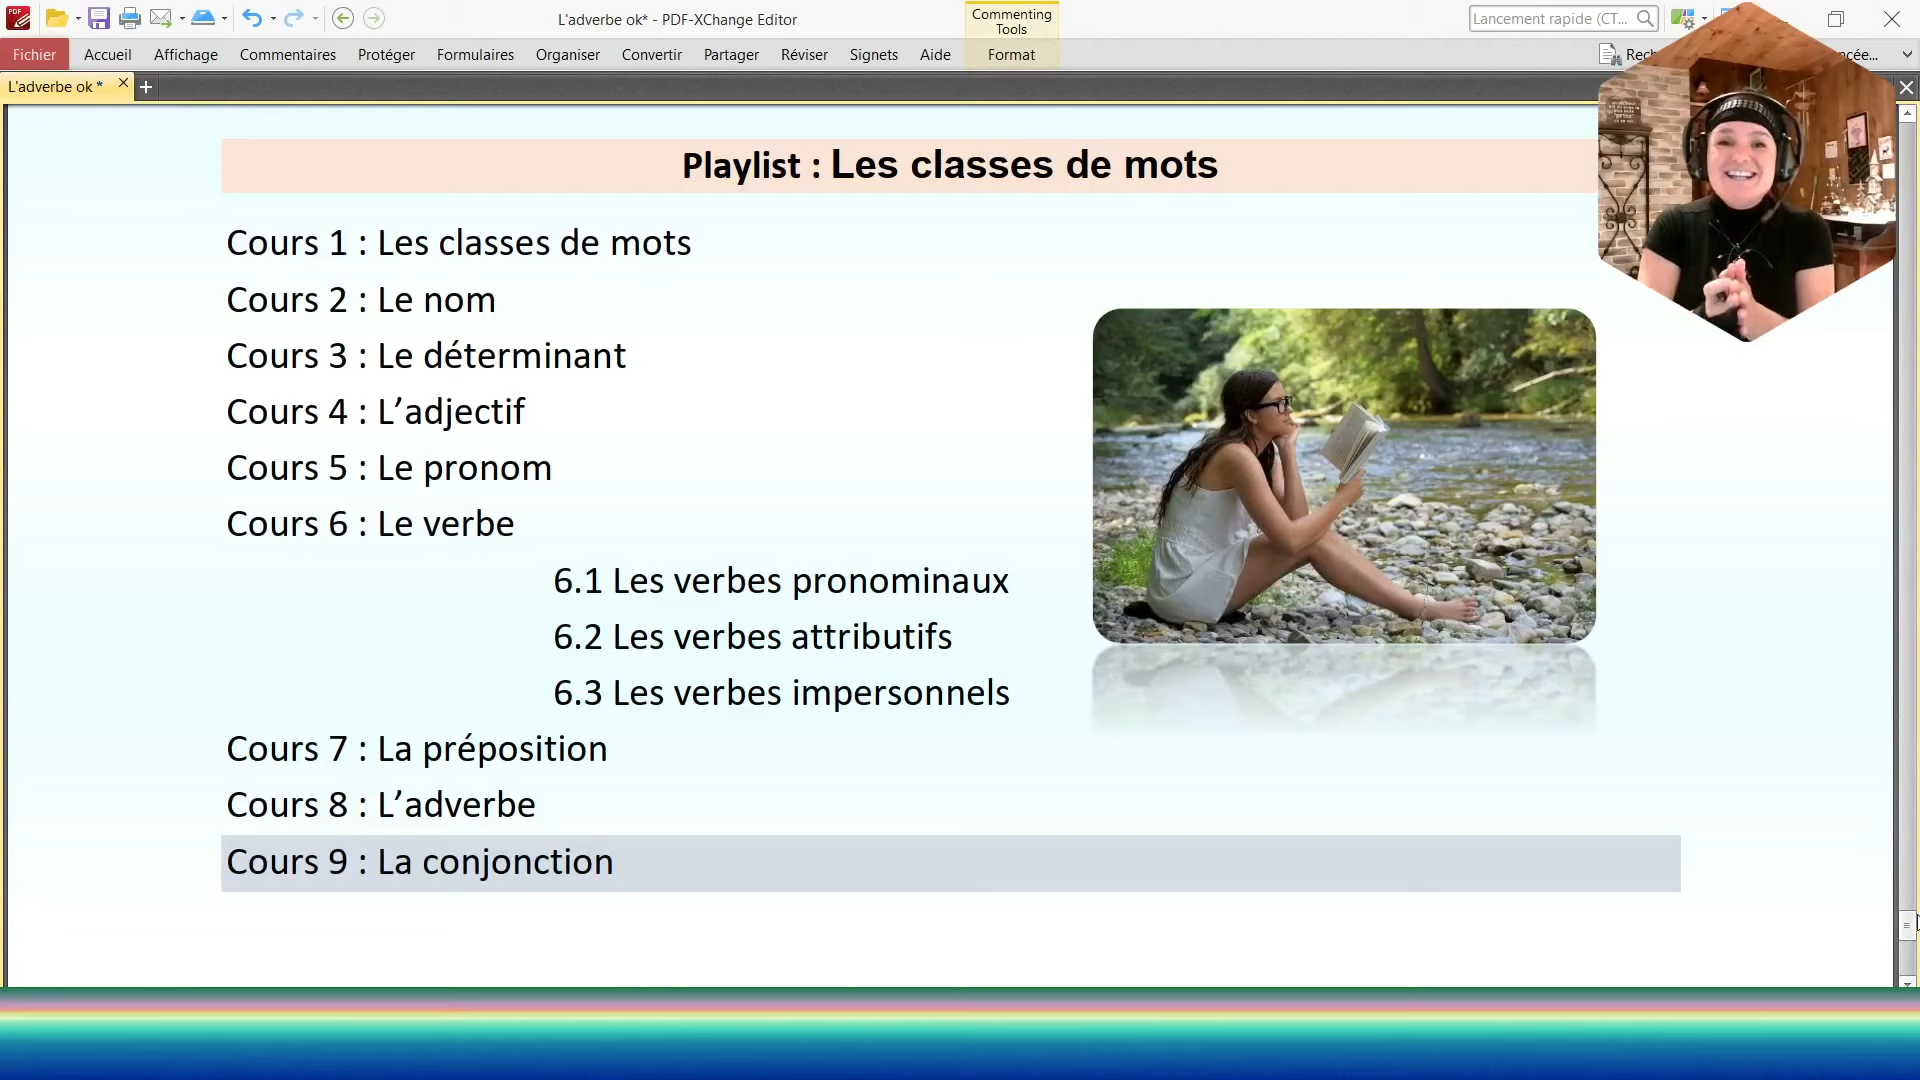 L'adverbe ok* - PDF-XChange Editor
Commenting Tools
Lancement rapide (CT...
Fichier Accueil Affichage Commentaires Protéger Formulaires Organiser Convertir Partager Réviser Signets Aide Format
L'adverbe ok *
Playlist : Les classes de mots
Cours 1 : Les classes de mots
Cours 2 : Le nom
Cours 3 : Le déterminant
Cours 4 : L’adjectif
Cours 5 : Le pronom
Cours 6 : Le verbe
6.1 Les verbes pronominaux
6.2 Les verbes attributifs
6.3 Les verbes impersonnels
Cours 7 : La préposition
Cours 8 : L’adverbe
Cours 9 : La conjonction